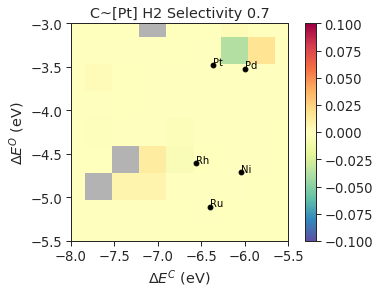 C~[Pt] H2 Selectivity 0.7
−3.0
−3.5
−4.0
−4.5
−5.0
−5.5
ΔE^O (eV)
Pt
Pd
Rh
Ni
Ru
−8.0 −7.5 −7.0 −6.5 −6.0 −5.5
ΔE^C (eV)
0.100
0.075
0.050
0.025
0.000
−0.025
−0.050
−0.075
−0.100